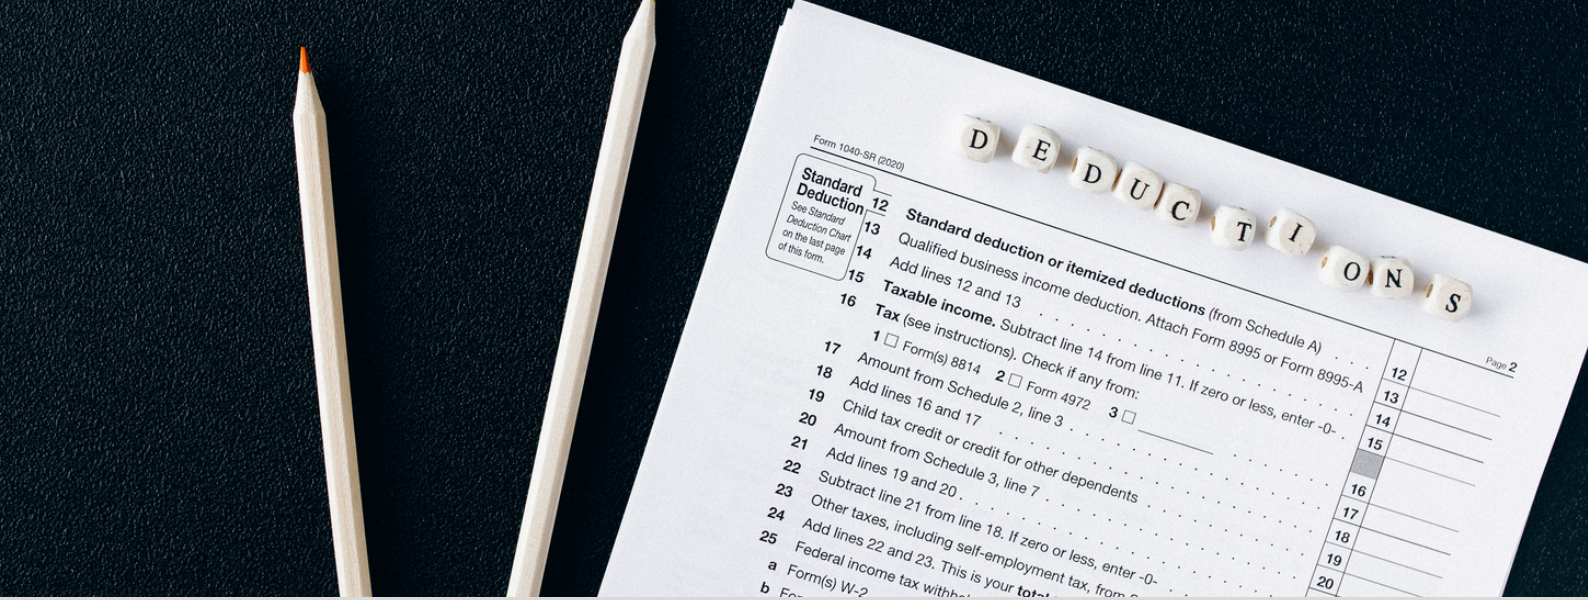 DEDUCTIONS
Form 1040-SR (2020)
Page 2
Standard
Deduction
See Standard
Deduction Chart
on the last page
of this form.
12 Standard deduction or itemized deductions (from Schedule A) . . . 12
13 Qualified business income deduction. Attach Form 8995 or Form 8995-A 13
14 Add lines 12 and 13 . . . . . . . . . . . . . . . . 14
15 Taxable income. Subtract line 14 from line 11. If zero or less, enter -0- . 15
16 Tax (see instructions). Check if any from:
1 □ Form(s) 8814 2 □ Form 4972 3 □ 16
17 Amount from Schedule 2, line 3 . . . . . . . . . . . . 17
18 Add lines 16 and 17 . . . . . . . . . . . . . . . . 18
19 Child tax credit or credit for other dependents . . . . . . . . 19
20 Amount from Schedule 3, line 7 . . . . . . . . . . . . 20
21 Add lines 19 and 20 . . . . . . . . . .
22 Subtract line 21 from line 18. If zero or less, enter -0-
23 Other taxes, including self-employment tax, from
24 Add lines 22 and 23. This is your total
25 Federal income tax
a Form(s) W-2
b